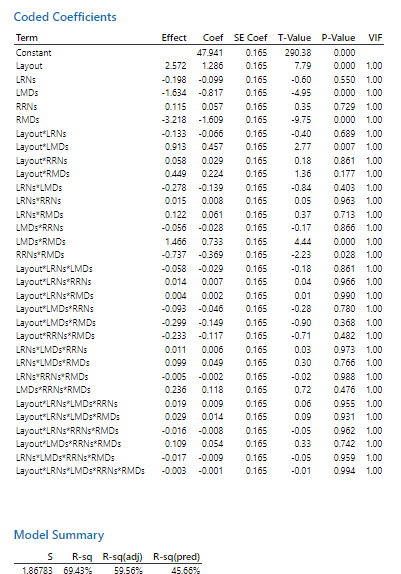 Coded Coefficients
Term Effect Coef SE Coef T-Value P-Value VIF
Constant 47.941 0.165 290.38 0.000
Layout 2.572 1.286 0.165 7.79 0.000 1.00
LRNs -0.198 -0.099 0.165 -0.60 0.550 1.00
LMDs -1.634 -0.817 0.165 -4.95 0.000 1.00
RRNs 0.115 0.057 0.165 0.35 0.729 1.00
RMDs -3.218 -1.609 0.165 -9.75 0.000 1.00
Layout*LRNs -0.133 -0.066 0.165 -0.40 0.689 1.00
Layout*LMDs 0.913 0.457 0.165 2.77 0.007 1.00
Layout*RRNs 0.058 0.029 0.165 0.18 0.861 1.00
Layout*RMDs 0.449 0.224 0.165 1.36 0.177 1.00
LRNs*LMDs -0.278 -0.139 0.165 -0.84 0.403 1.00
LRNs*RRNs 0.015 0.008 0.165 0.05 0.963 1.00
LRNs*RMDs 0.122 0.061 0.165 0.37 0.713 1.00
LMDs*RRNs -0.056 -0.028 0.165 -0.17 0.866 1.00
LMDs*RMDs 1.466 0.733 0.165 4.44 0.000 1.00
RRNs*RMDs -0.737 -0.369 0.165 -2.23 0.028 1.00
Layout*LRNs*LMDs -0.058 -0.029 0.165 -0.18 0.861 1.00
Layout*LRNs*RRNs 0.014 0.007 0.165 0.04 0.966 1.00
Layout*LRNs*RMDs 0.004 0.002 0.165 0.01 0.990 1.00
Layout*LMDs*RRNs -0.093 -0.046 0.165 -0.28 0.780 1.00
Layout*LMDs*RMDs -0.299 -0.149 0.165 -0.90 0.368 1.00
Layout*RRNs*RMDs -0.233 -0.117 0.165 -0.71 0.482 1.00
LRNs*LMDs*RRNs 0.011 0.006 0.165 0.03 0.973 1.00
LRNs*LMDs*RMDs 0.099 0.049 0.165 0.30 0.766 1.00
LRNs*RRNs*RMDs -0.005 -0.002 0.165 -0.02 0.988 1.00
LMDs*RRNs*RMDs 0.236 0.118 0.165 0.72 0.476 1.00
Layout*LRNs*LMDs*RRNs 0.019 0.009 0.165 0.06 0.955 1.00
Layout*LRNs*LMDs*RMDs 0.029 0.014 0.165 0.09 0.931 1.00
Layout*LRNs*RRNs*RMDs -0.016 -0.008 0.165 -0.05 0.962 1.00
Layout*LMDs*RRNs*RMDs 0.109 0.054 0.165 0.33 0.742 1.00
LRNs*LMDs*RRNs*RMDs -0.017 -0.009 0.165 -0.05 0.959 1.00
Layout*LRNs*LMDs*RRNs*RMDs -0.003 -0.001 0.165 -0.01 0.994 1.00
Model Summary
S R-sq R-sq(adj) R-sq(pred)
1.86783 69.43% 59.56% 45.66%